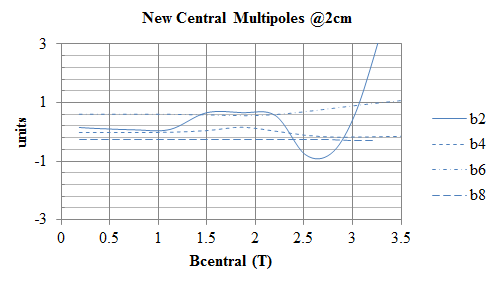 New Central Multipoles @2cm
3
1
-1
-3
units
0 0.5 1 1.5 2 2.5 3 3.5
Bcentral (T)
b2
b4
b6
b8